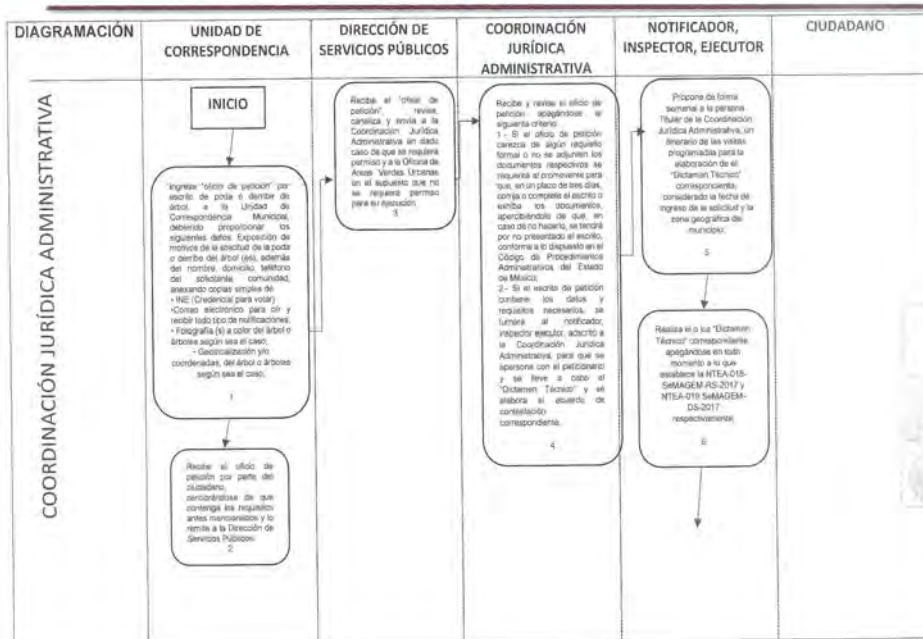 DIAGRAMACIÓN
UNIDAD DE
CORRESPONDENCIA
DIRECCIÓN DE
SERVICIOS PÚBLICOS
COORDINACIÓN
JURÍDICA
ADMINISTRATIVA
NOTIFICADOR,
INSPECTOR, EJECUTOR
CIUDADANO
COORDINACIÓN JURÍDICA ADMINISTRATIVA
INICIO
Ingresa "oficio de petición" por
escrito de poda o derribe de
árbol, a la Unidad de
Correspondencia Municipal,
debiendo proporcionar los
siguientes datos: Exposición de
motivos de la solicitud de la poda
o derribe del árbol (es), además
del nombre, domicilio, teléfono
del solicitante, comunidad,
anexando copias simples de:
• INE (Credencial para votar)
•Correo electrónico para oír y
recibir todo tipo de notificaciones;
• Fotografía (s) a color del árbol o
árboles según sea el caso;
• Geolocalización y/o
coordenadas, del árbol o árboles
según sea el caso;
1
Recibe el oficio de
petición por parte del
ciudadano,
cerciorándose de que
contenga los requisitos
antes mencionados y lo
remite a la Dirección de
Servicios Públicos.
2
Recibe el "oficio de
petición", revisa,
canaliza y envía a la
Coordinación Jurídica
Administrativa en dado
caso de que se requiera
permiso y a la Oficina de
Áreas Verdes Urbanas
en el supuesto que no
se requiera permiso
para su ejecución.
3
Recibe y revisa el oficio de
petición apegándose al
siguiente criterio:
1.- Si el oficio de petición
carezca de algún requisito
formal o no se adjunten los
documentos respectivos se
requerirá al promovente para
que, en un plazo de tres días,
corrija o complete el escrito o
exhiba los documentos,
apercibiéndolo de que, en
caso de no hacerlo, se tendrá
por no presentado el escrito,
conforme a lo dispuesto en el
Código de Procedimientos
Administrativos del Estado
de México;
2.- Si el escrito de petición
contiene los datos y
requisitos necesarios, se
turnará al notificador,
inspector ejecutor, adscrito a
la Coordinación Jurídica
Administrativa, para que se
apersone con el peticionario
y se lleve a cabo el
"Dictamen Técnico" y se
elabora el acuerdo de
contestación
correspondiente.
4
Propone de forma
semanal a la persona
Titular de la Coordinación
Jurídica Administrativa, un
itinerario de las visitas
programadas para la
elaboración de el
"Dictamen Técnico"
correspondiente,
considerado la fecha de
ingreso de la solicitud y la
zona geográfica del
municipio;
5
Realiza el o los "Dictamen
Técnico" correspondiente
apegándose en todo
momento a lo que
establece la NTEA-018-
SeMAGEM-RS-2017 y
NTEA-019 SeMAGEM-
DS-2017
respectivamente;
6